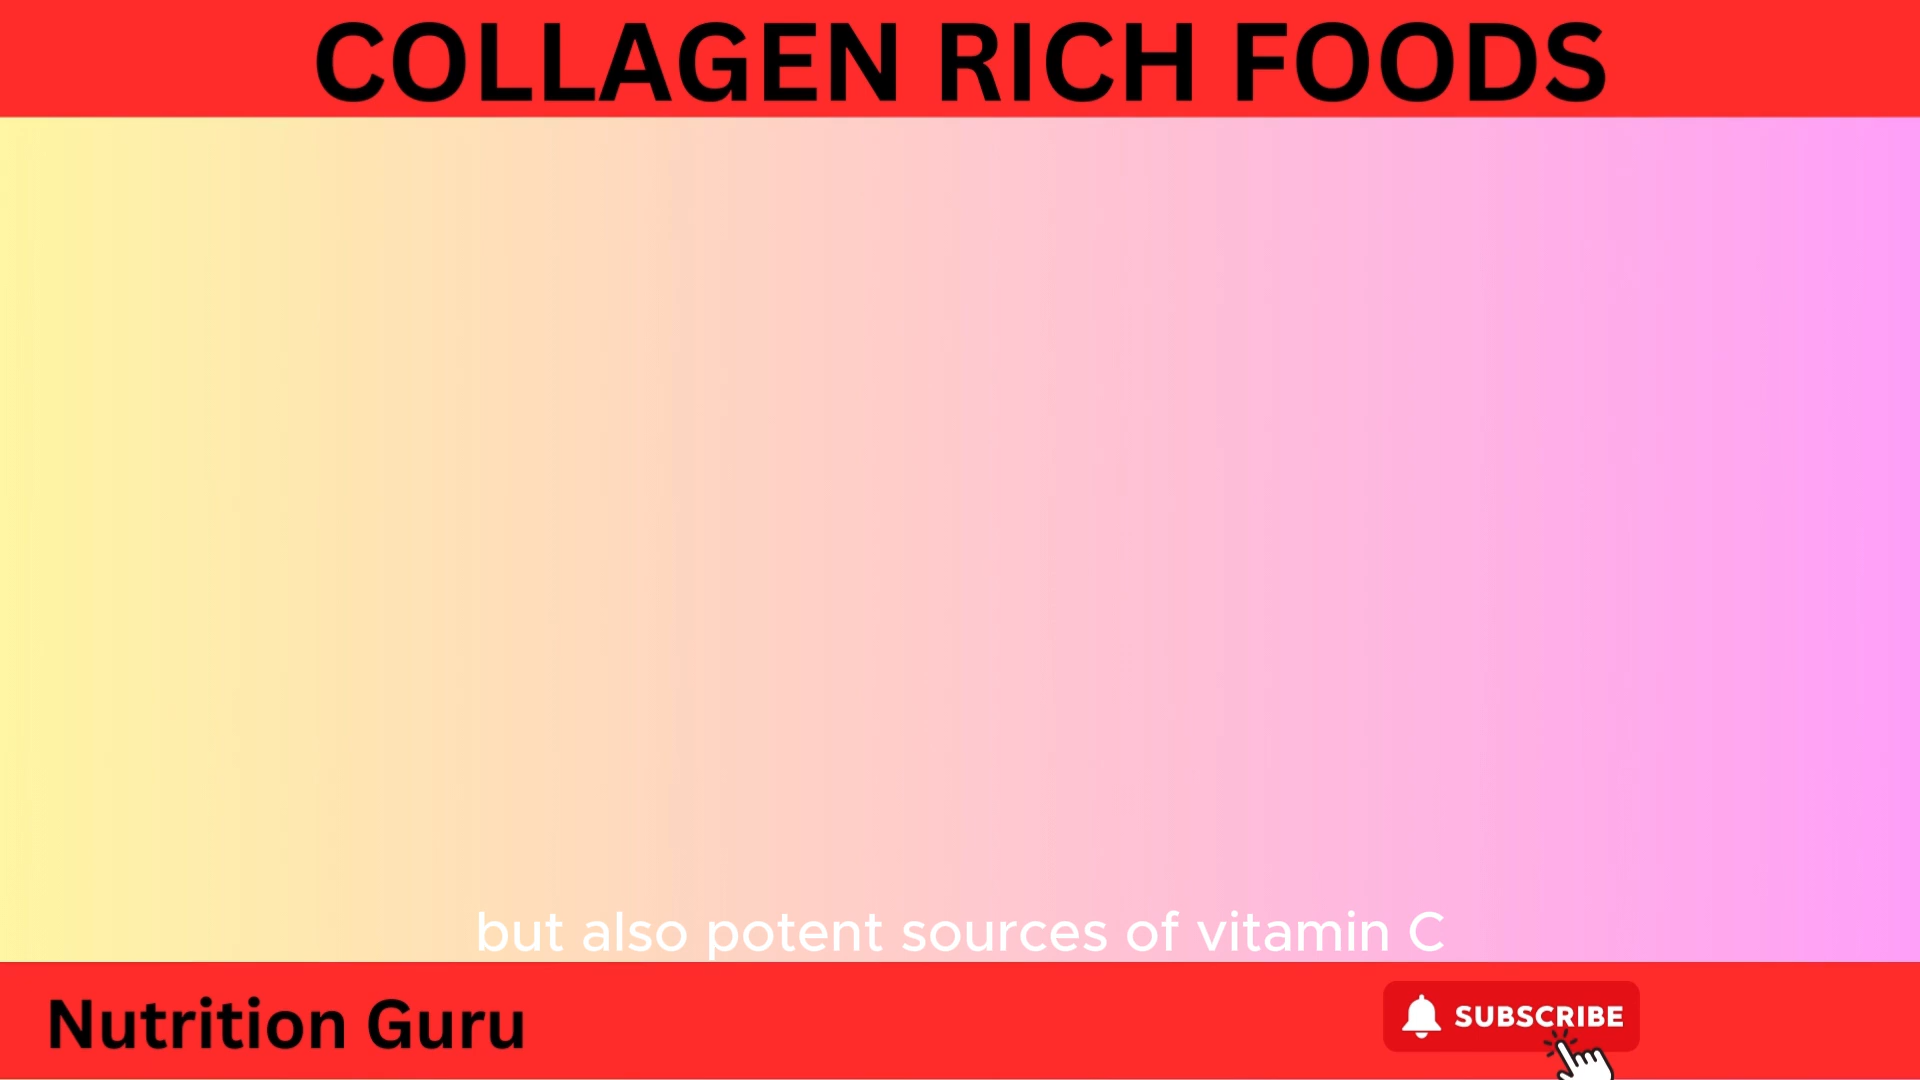 COLLAGEN RICH FOODS
but also potent sources of vitamin C
Nutrition Guru
SUBSCRIBE